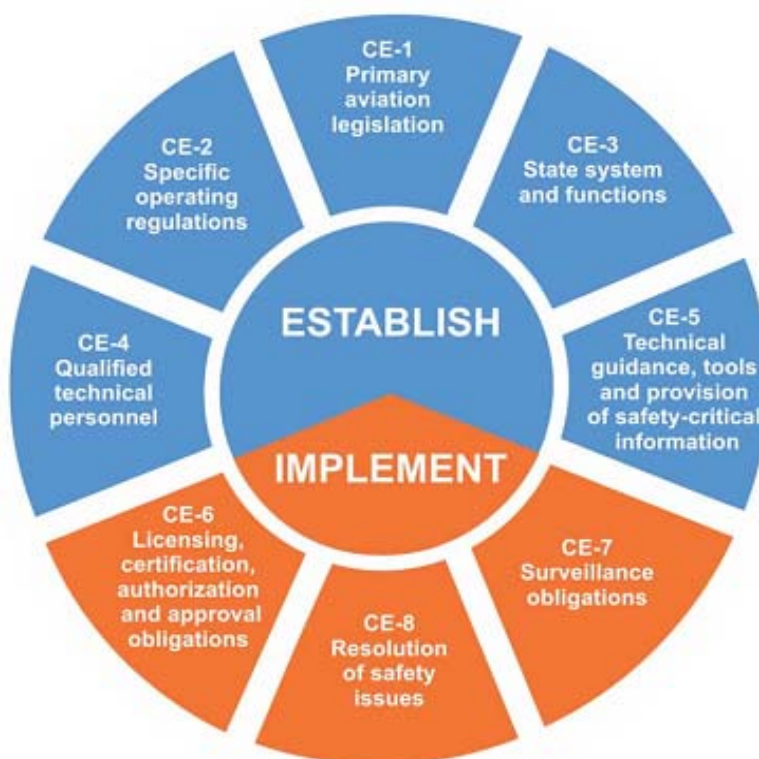 CE-1
Primary
aviation
legislation
CE-2
Specific
operating
regulations
CE-3
State system
and functions
CE-4
Qualified
technical
personnel
ESTABLISH
CE-5
Technical
guidance, tools
and provision
of safety-critical
information
IMPLEMENT
CE-6
Licensing,
certification,
authorization
and approval
obligations
CE-7
Surveillance
obligations
CE-8
Resolution
of safety
issues